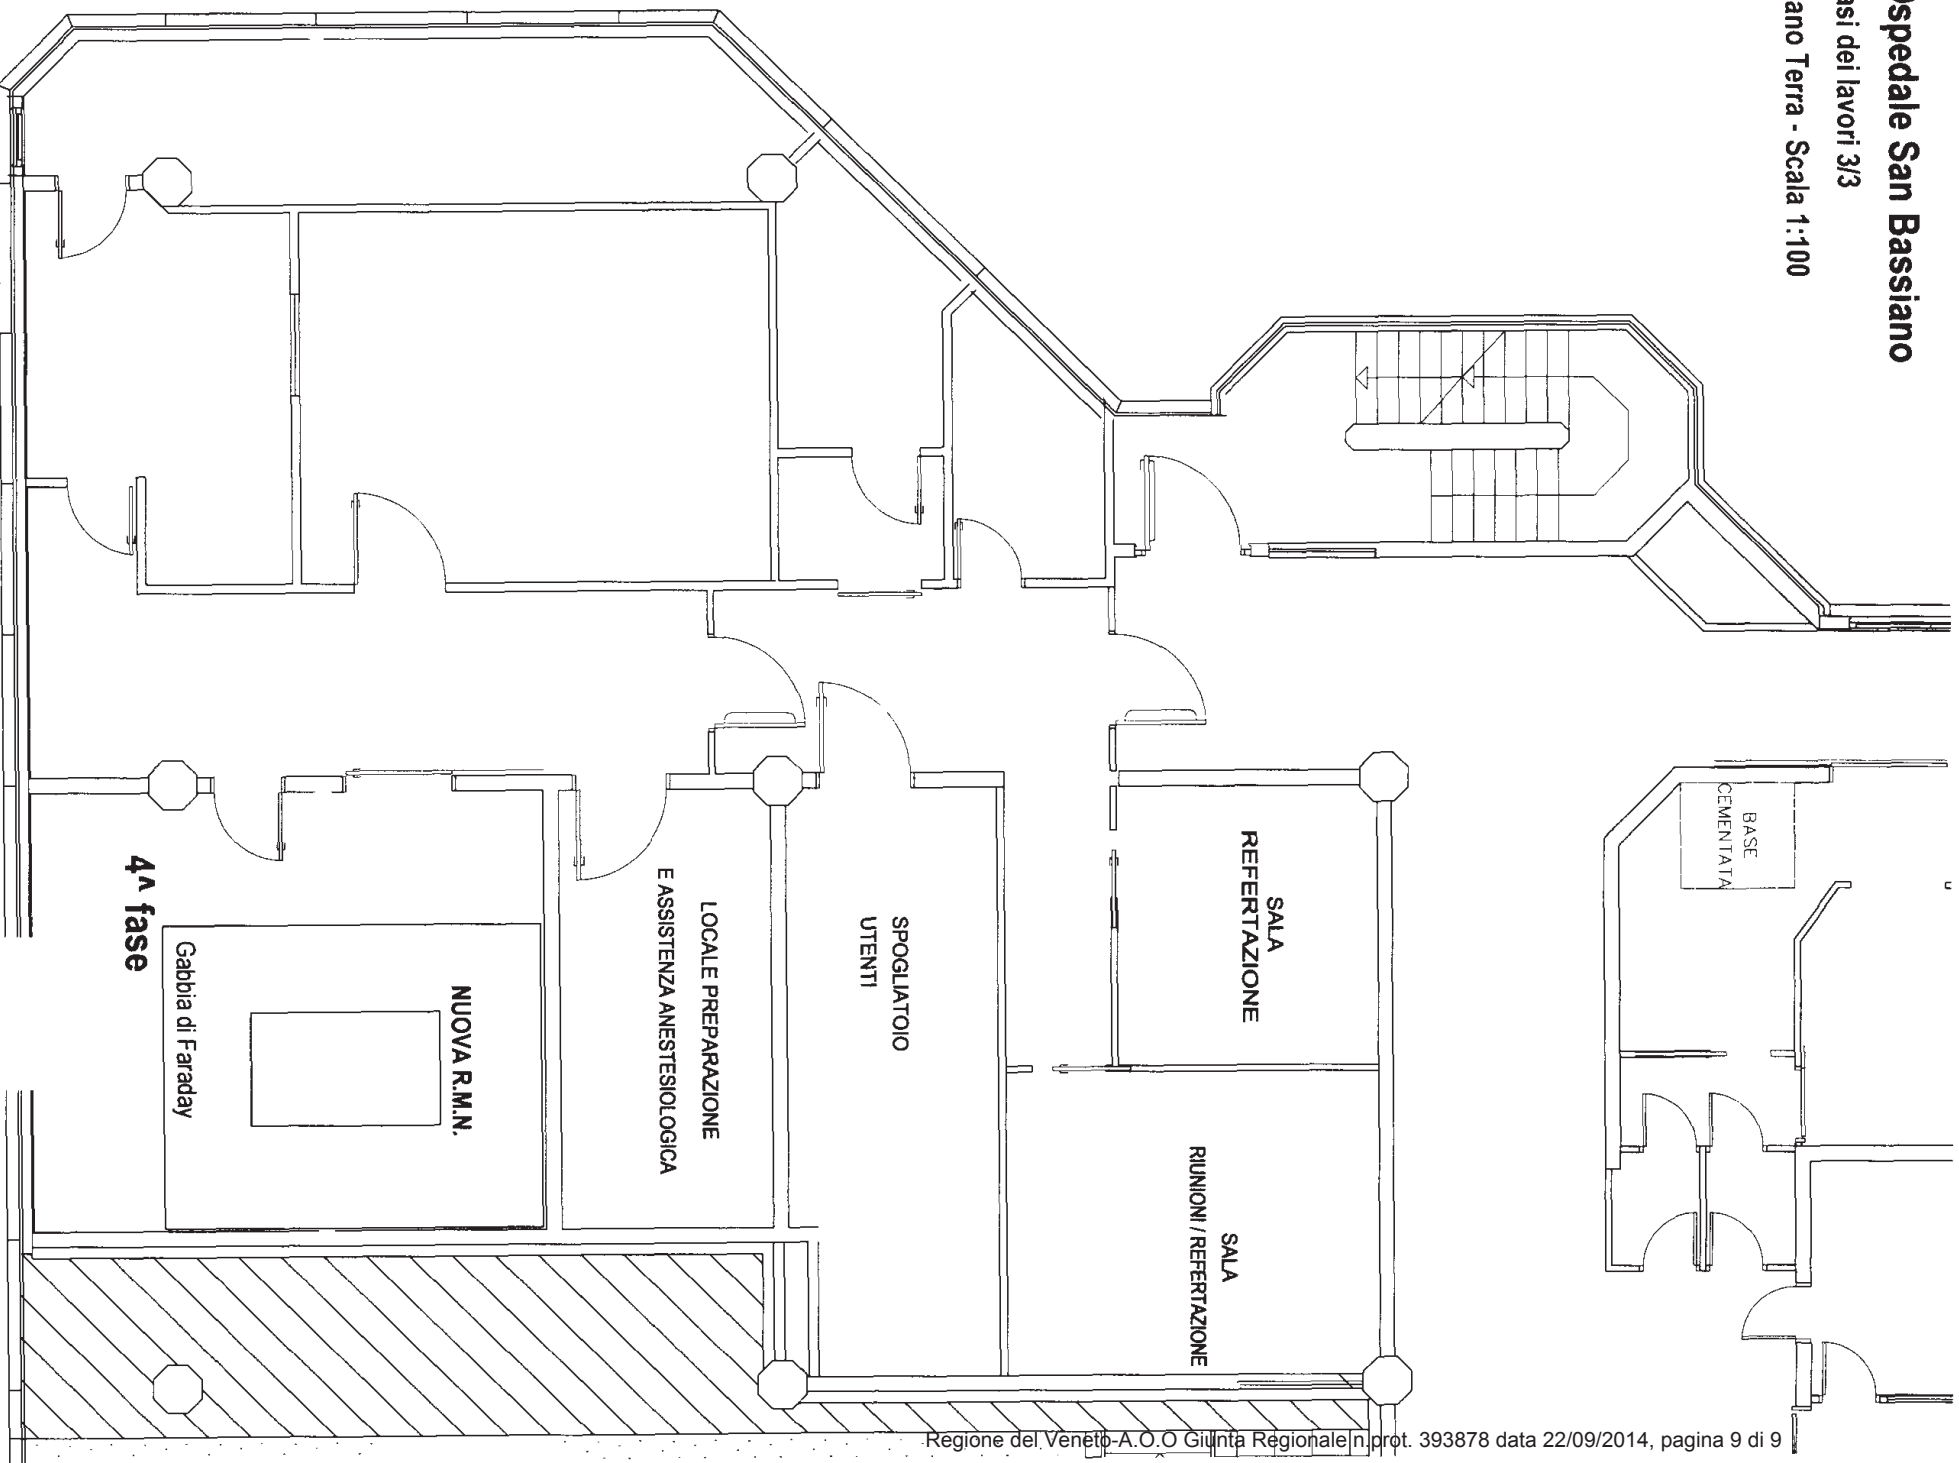 Ospedale San Bassiano
asi dei lavori 3/3
ano Terra - Scala 1:100
BASE
CEMENTATA
SALA
REFERTAZIONE
SALA
RIUNIONI / REFERTAZIONE
SPOGLIATOIO
UTENTI
LOCALE PREPARAZIONE
E ASSISTENZA ANESTESIOLOGICA
NUOVA R.M.N.
Gabbia di Faraday
4^ fase
Regione del Veneto-A.O.O Giunta Regionale n.prot. 393878 data 22/09/2014, pagina 9 di 9